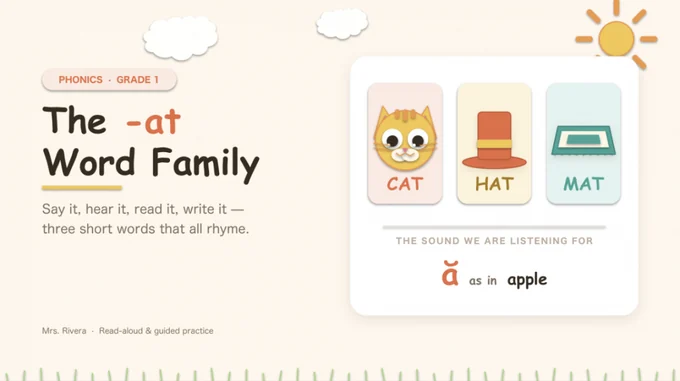 PHONICS · GRADE 1
The -at
Word Family
Say it, hear it, read it, write it —
three short words that all rhyme.
Mrs. Rivera · Read-aloud & guided practice
CAT
HAT
MAT
THE SOUND WE ARE LISTENING FOR
ă as in apple